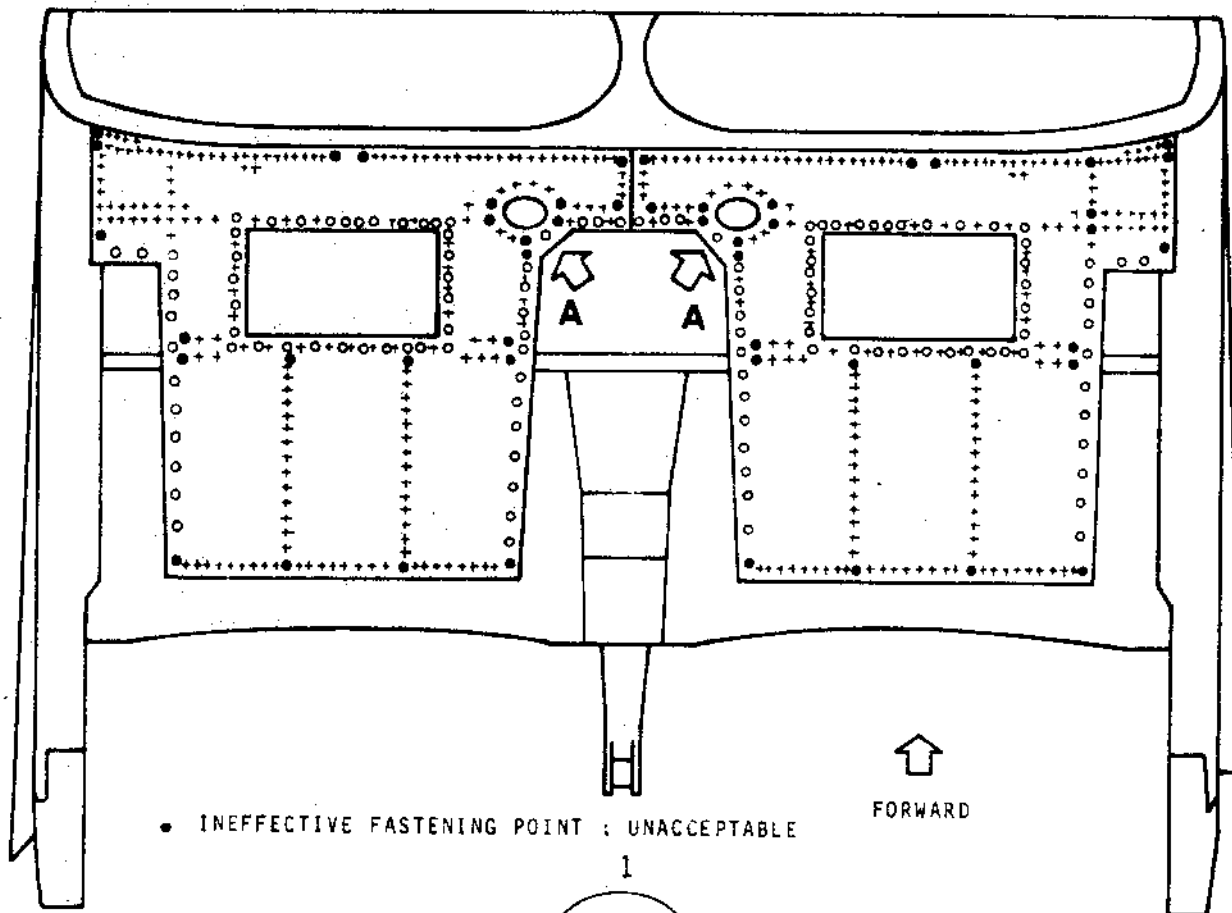 A A
FORWARD
● INEFFECTIVE FASTENING POINT : UNACCEPTABLE
1